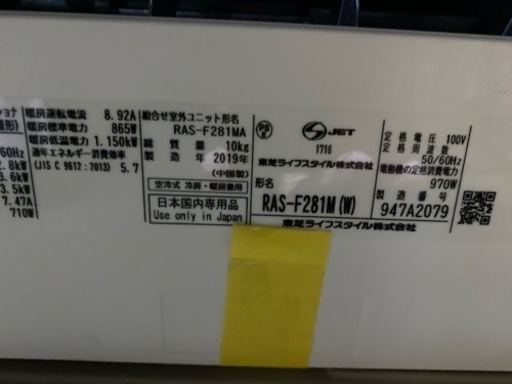 暖房運転電流 8.92A
暖房標準電力 865W
暖房低温電力 1.150kW
通年エネルギー消費効率
(JIS C 9612:2013) 5.7
60Hz
2.8kW
3.6kW
3.5kW
7.47A
710W
組合せ室外ユニット形名
RAS-F281MA
総質量 10kg
製造年 2019年
(中国製)
空冷式 冷房・暖房兼用
日本国内専用品
Use only in Japan
PS
E
JET
1716
東芝ライフスタイル株式会社
形名
RAS-F281M(W)
東芝ライフスタイル株式会社
定格電圧 100V
定格周波数
50/60Hz
電動機の定格消費電力
970W
製造番号
947A2079